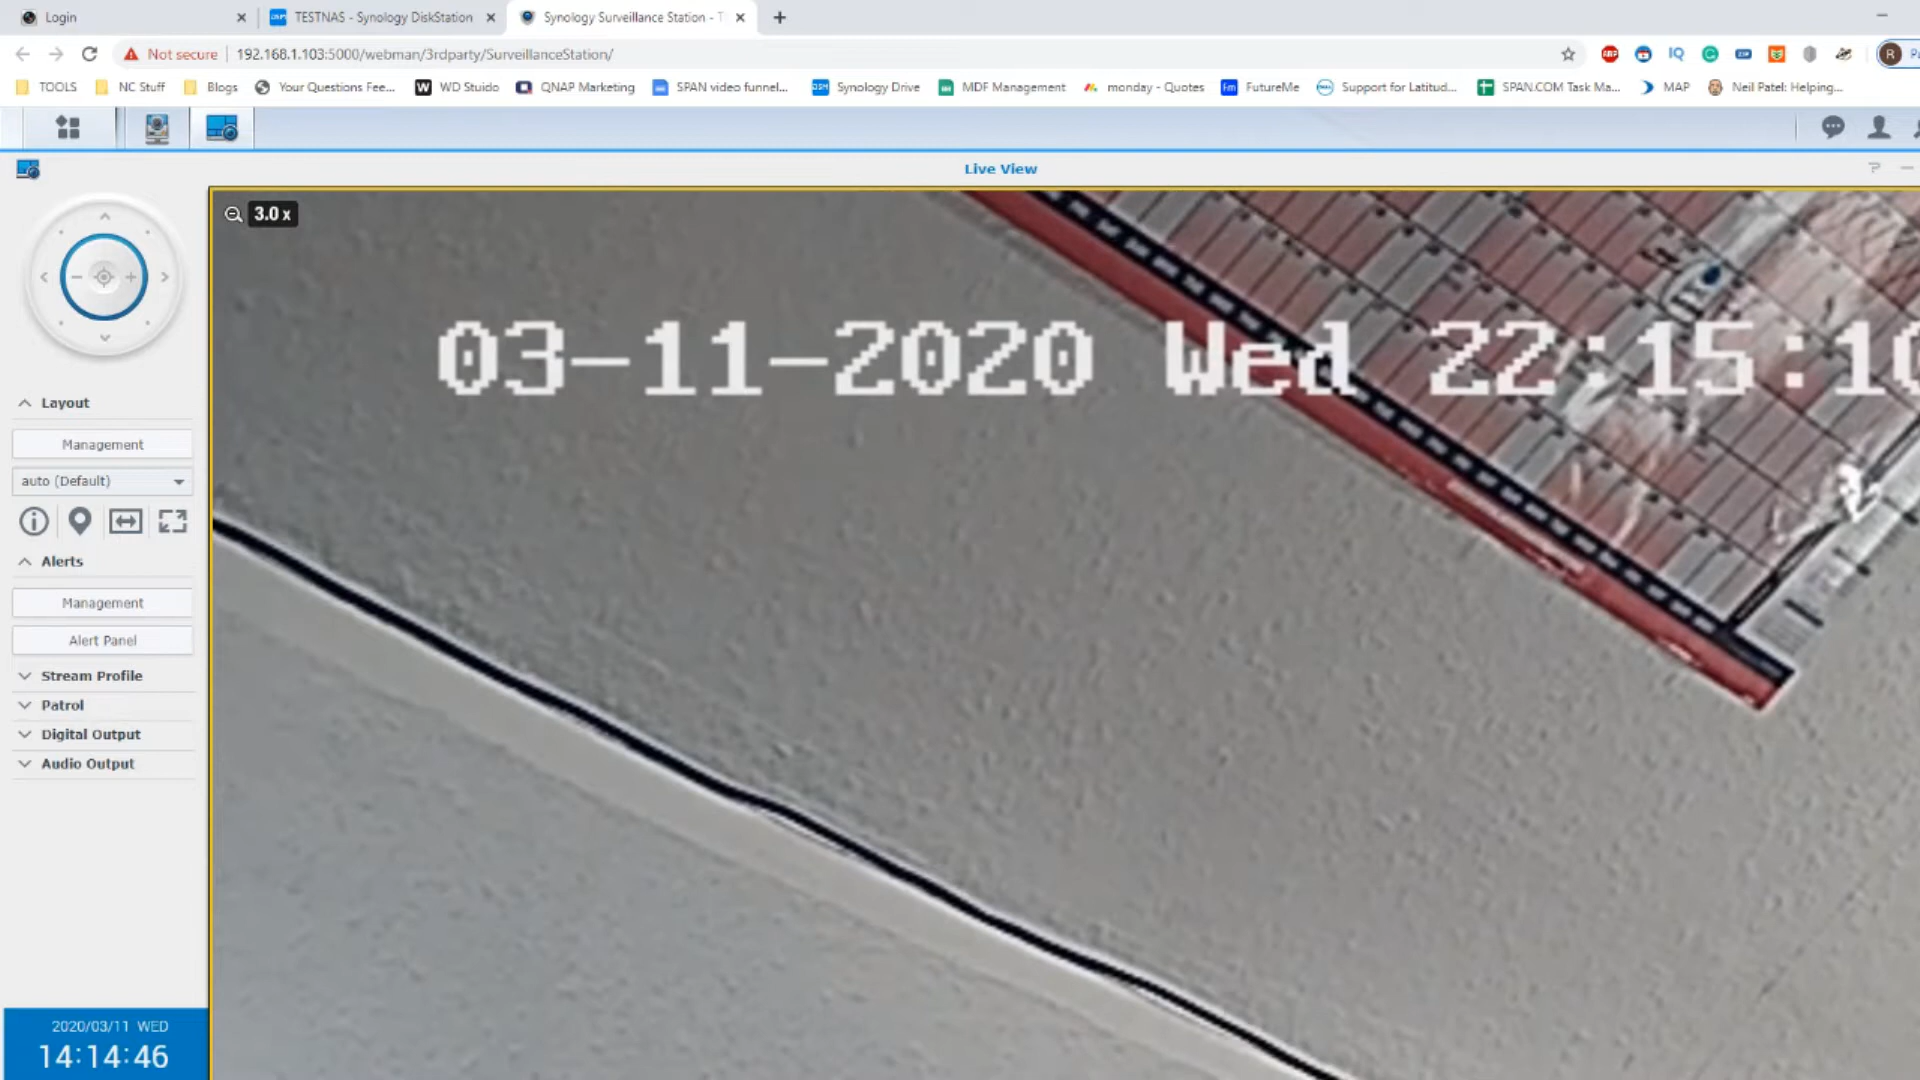 Login
TESTNAS - Synology DiskStation
Synology Surveillance Station - T
Not secure
192.168.1.103:5000/webman/3rdparty/SurveillanceStation/
TOOLS
NC Stuff
Blogs
Your Questions Fee...
WD Stuido
QNAP Marketing
SPAN video funnel...
Synology Drive
MDF Management
monday - Quotes
FutureMe
Support for Latitud...
SPAN.COM Task Ma...
MAP
Neil Patel: Helping...
Live View
3.0 x
03-11-2020 Wed 22:15:10
Layout
Management
auto (Default)
Alerts
Management
Alert Panel
Stream Profile
Patrol
Digital Output
Audio Output
2020/03/11 WED
14:14:46